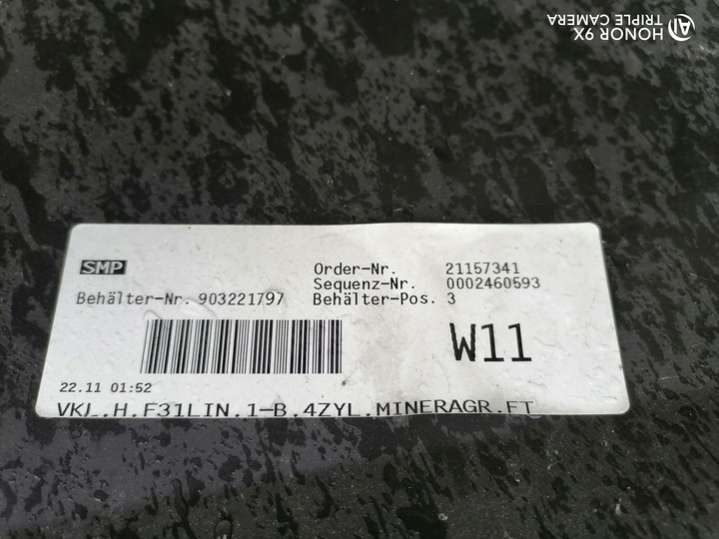 HONOR 9X
TRIPLE CAMERA
AI
SMP
Order-Nr. 21157341
Sequenz-Nr. 0002460593
Behälter-Nr. 903221797 Behälter-Pos. 3
W11
22.11 01:52
VKL.H.F31LIN.1-B.4ZYL.MINERAGR.FT